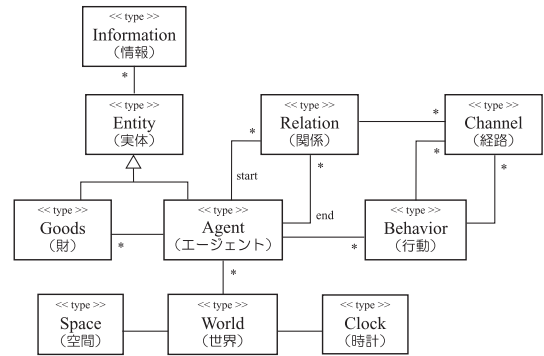 << type >>
Information
（情報）
*
<< type >>
Entity
（実体）
<< type >>
Relation
（関係）
*
<< type >>
Channel
（経路）
*
*
*
*
start
end
<< type >>
Goods
（財）
*
<< type >>
Agent
（エージェント）
*
<< type >>
Behavior
（行動）
*
<< type >>
Space
（空間）
<< type >>
World
（世界）
<< type >>
Clock
（時計）